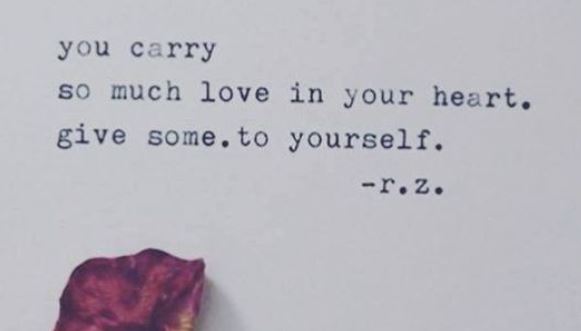 you carry
so much love in your heart.
give some.to yourself.
-r.z.